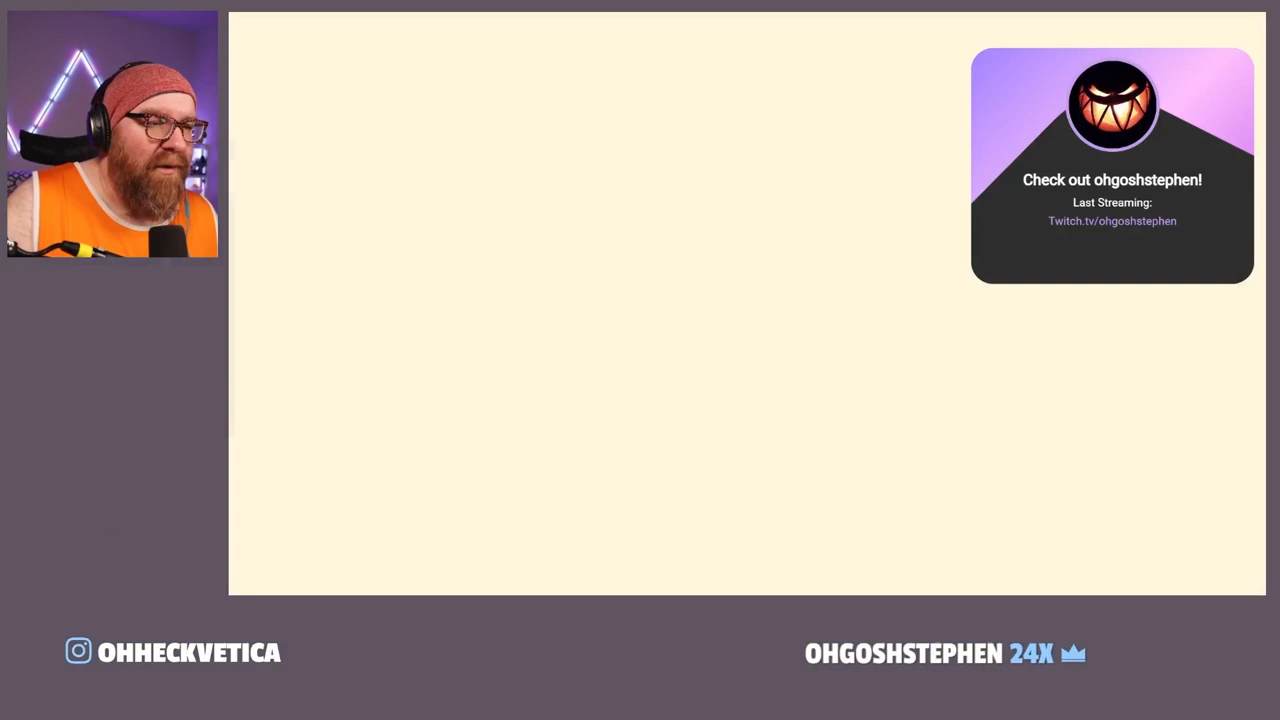 Check out ohgoshstephen!
Last Streaming:
Twitch.tv/ohgoshstephen
OHHECKVETICA
OHGOSHSTEPHEN 24X